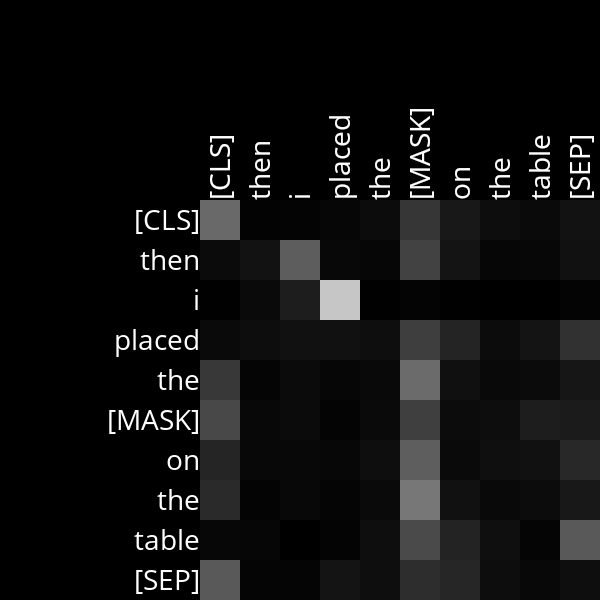 [CLS]
then
i
placed
the
[MASK]
on
the
table
[SEP]
[CLS]
then
i
placed
the
[MASK]
on
the
table
[SEP]